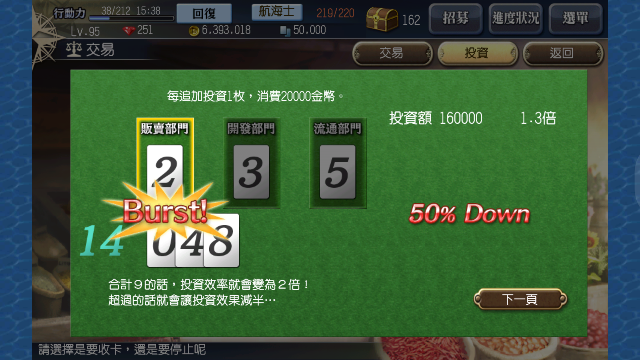 行動力 38/212 15:38 回復 航海士 219/220 162 招募 進度狀況 選單
Lv.95 251 6.393.018 50.000
交易 交易 投資 返回
每追加投資1枚，消費20000金幣。
投資額 160000 1.3倍
販賣部門 開發部門 流通部門
2 3 5
Burst! 50% Down
14 0 4 8
合計９的話，投資效率就會變為２倍！
超過的話就會讓投資效果減半…
下一頁
請選擇是要收卡，還是要停止呢